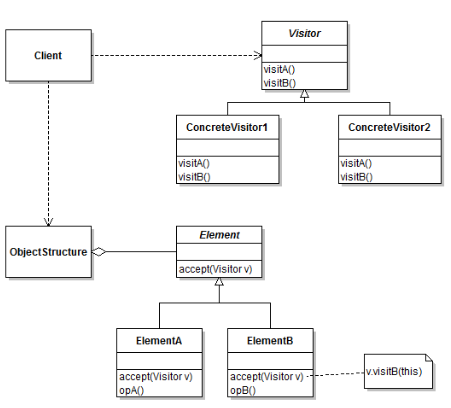 Visitor
Client
visitA()
visitB()
ConcreteVisitor1
ConcreteVisitor2
visitA()
visitB()
visitA()
visitB()
ObjectStructure
Element
accept(Visitor v)
ElementA
ElementB
accept(Visitor v)
opA()
accept(Visitor v)
opB()
v.visitB(this)